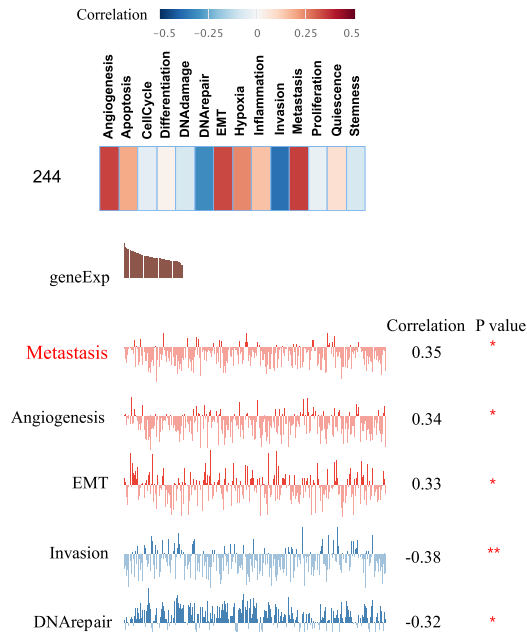 Correlation
−0.5 −0.25 0 0.25 0.5
Angiogenesis
Apoptosis
CellCycle
Differentiation
DNAdamage
DNArepair
EMT
Hypoxia
Inflammation
Invasion
Metastasis
Proliferation
Quiescence
Stemness
244
geneExp
Correlation P value
Metastasis 0.35 *
Angiogenesis 0.34 *
EMT 0.33 *
Invasion -0.38 **
DNArepair -0.32 *